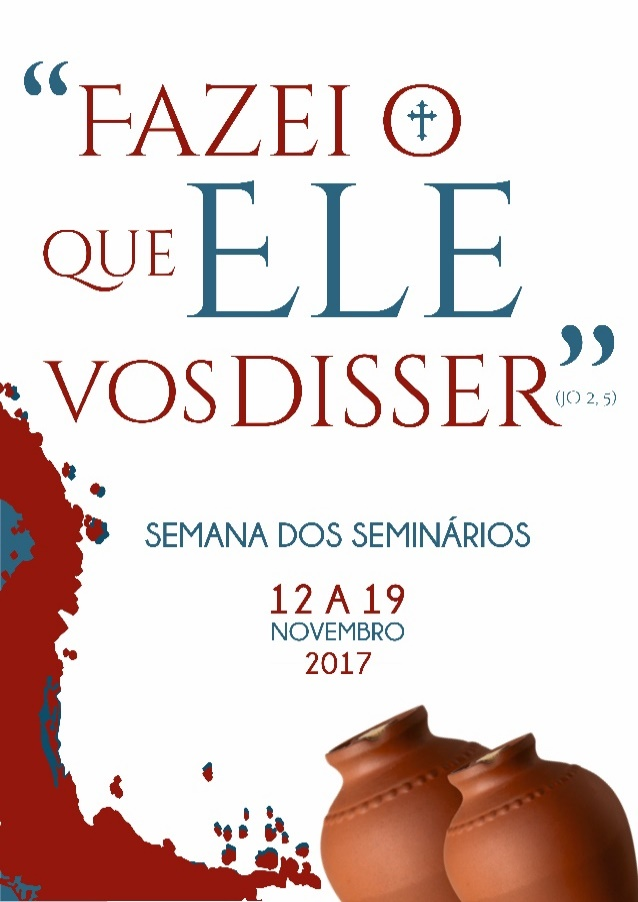 “FAZEI O
QUE ELE
VOS DISSER”
(JO 2, 5)
SEMANA DOS SEMINÁRIOS
12 A 19
NOVEMBRO
2017